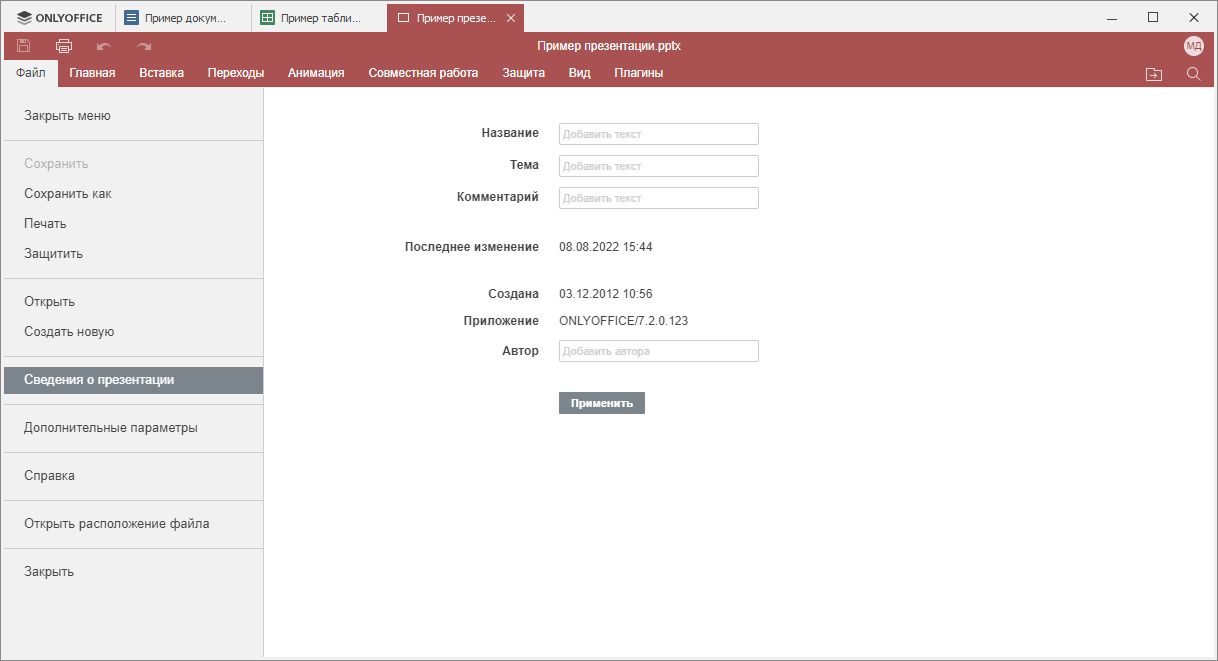 ONLYOFFICE
Пример докум...
Пример табли...
Пример презе...
Пример презентации.pptx
МД
Файл Главная Вставка Переходы Анимация Совместная работа Защита Вид Плагины
Закрыть меню
Сохранить
Сохранить как
Печать
Защитить
Открыть
Создать новую
Сведения о презентации
Дополнительные параметры
Справка
Открыть расположение файла
Закрыть
Название Добавить текст
Тема Добавить текст
Комментарий Добавить текст
Последнее изменение 08.08.2022 15:44
Создана 03.12.2012 10:56
Приложение ONLYOFFICE/7.2.0.123
Автор Добавить автора
Применить